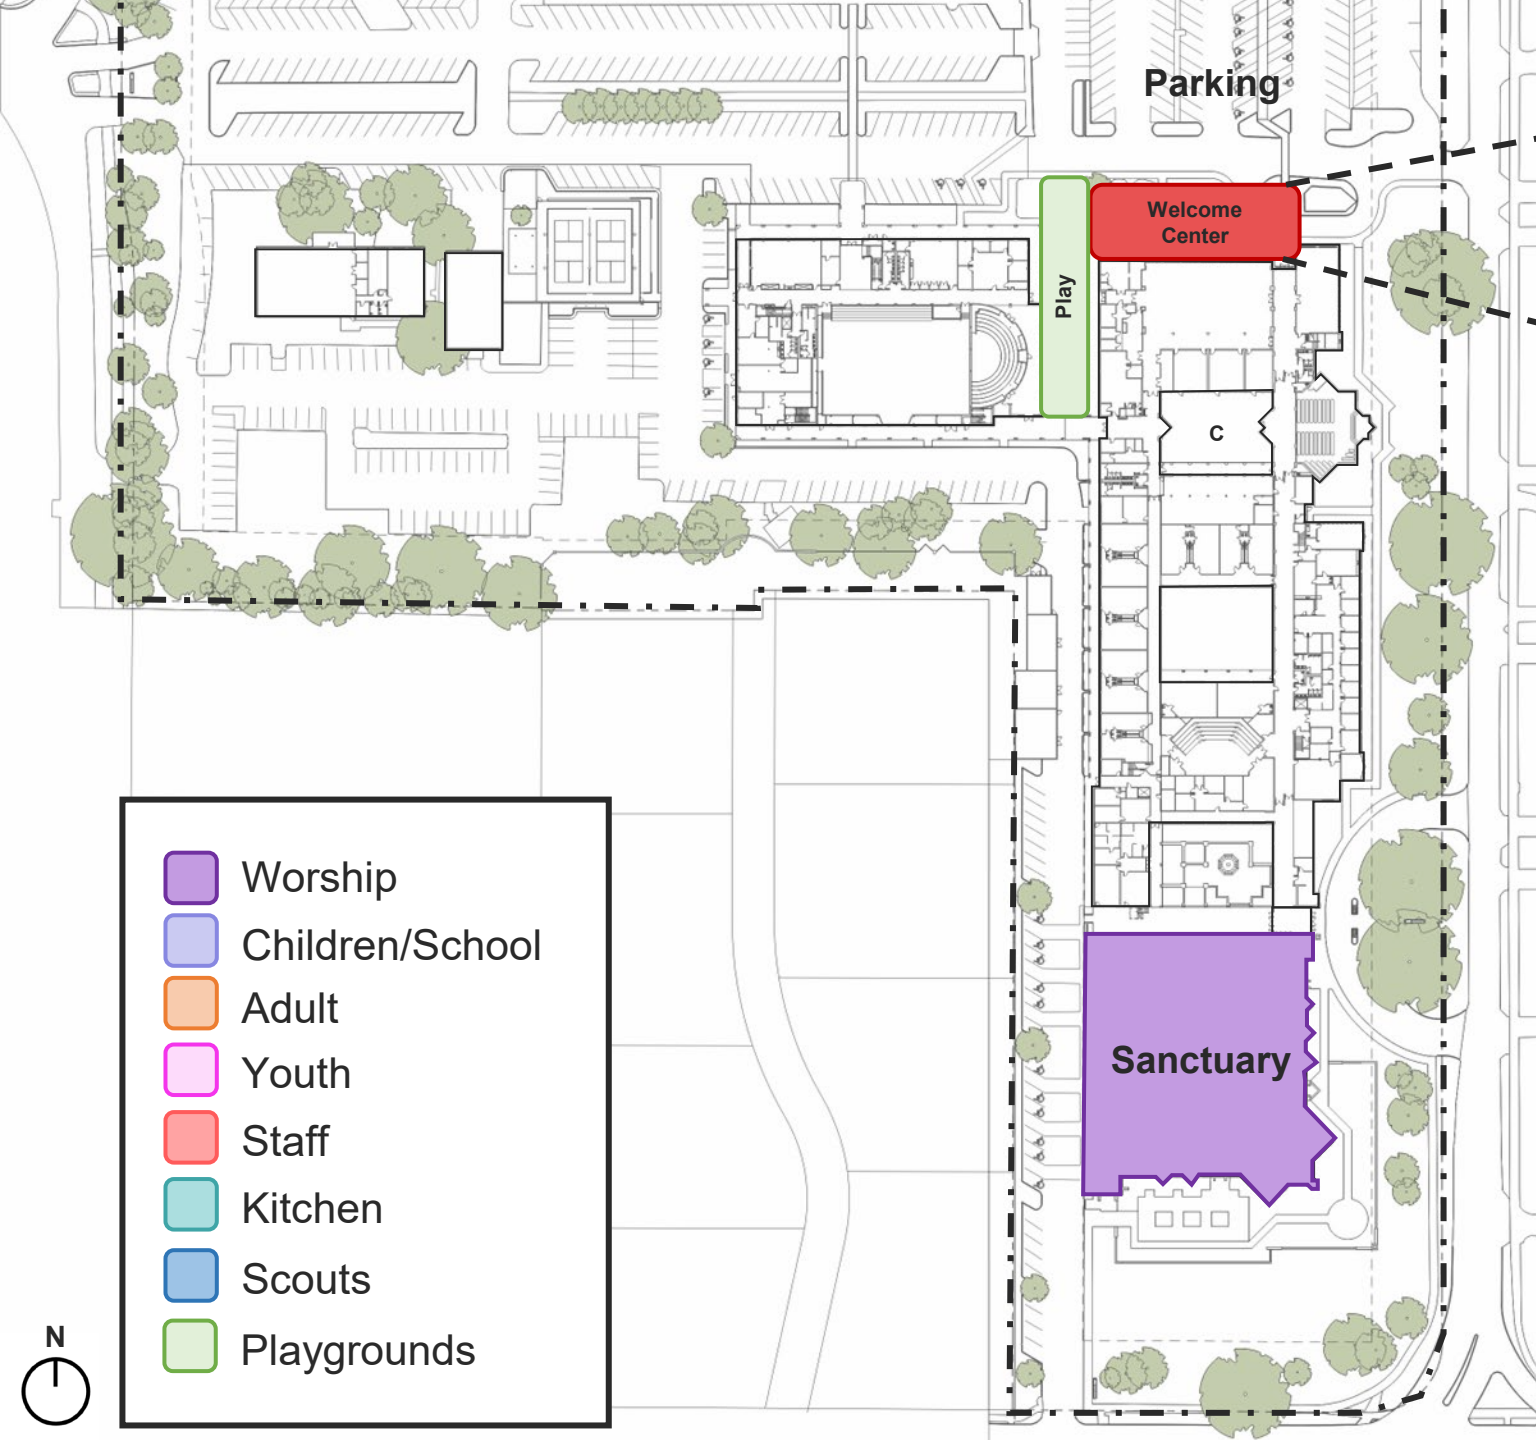 Parking
Welcome
Center
Play
C
Sanctuary
Worship
Children/School
Adult
Youth
Staff
Kitchen
Scouts
Playgrounds
N